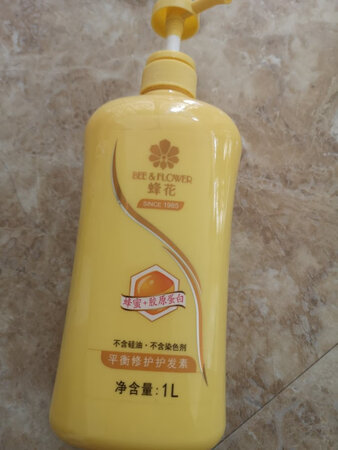 BEE & FLOWER
蜂花
SINCE 1985
蜂蜜+胶原蛋白
不含硅油·不含染色剂
平衡修护护发素
净含量:1L